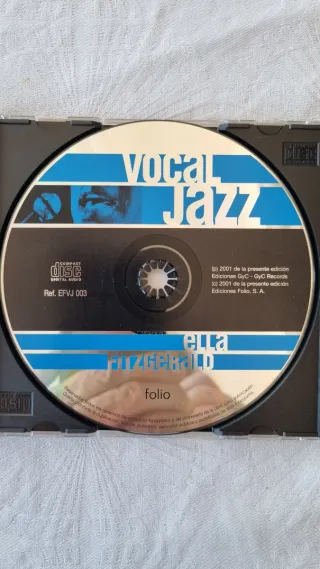 vocal
jazz
COMPACT
disc
DIGITAL AUDIO
Ref. EFVJ 003
(p) 2001 de la presente edición
Ediciones GyC - GyC Records
(c) 2001 de la presente edición
Ediciones Folio, S. A.
ella
FITZGERALD
folio